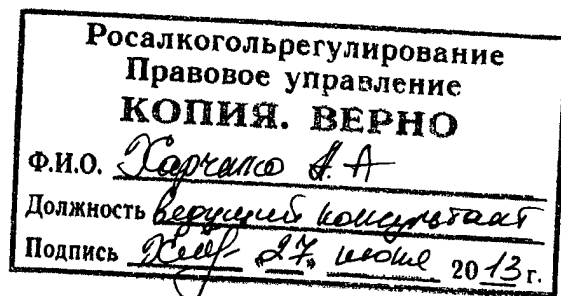 Росалкогольрегулирование
Правовое управление
КОПИЯ. ВЕРНО
Ф.И.О. Харченко А. А
Должность ведущий консультант
Подпись «27» июня 2013 г.